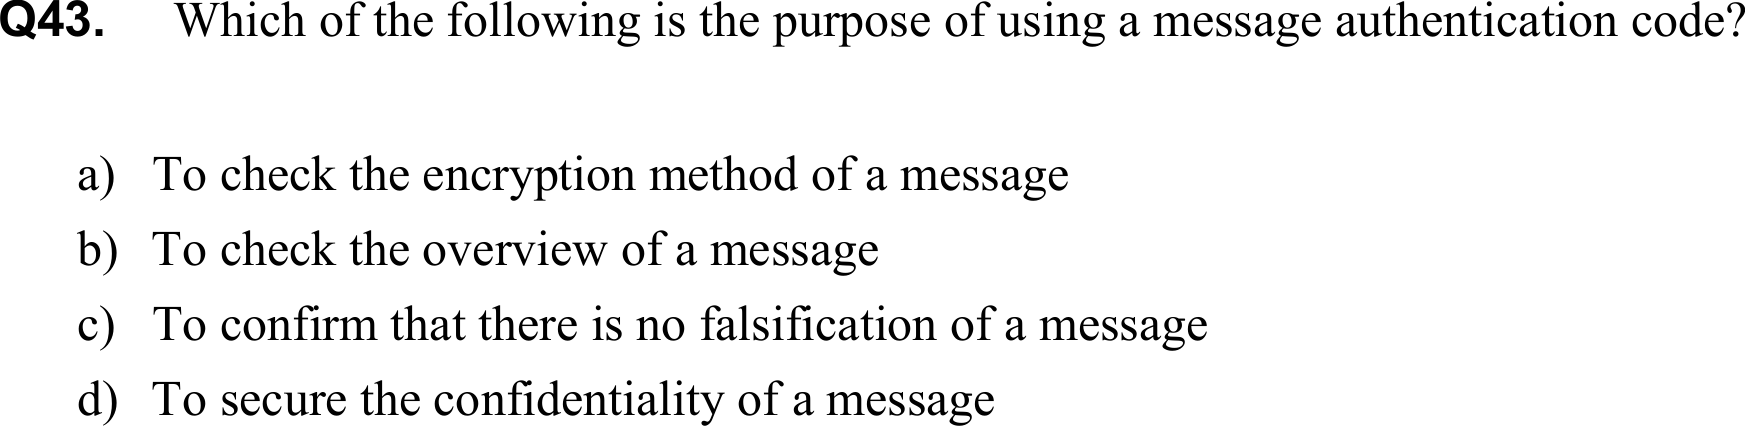 Q43. Which of the following is the purpose of using a message authentication code?
a) To check the encryption method of a message
b) To check the overview of a message
c) To confirm that there is no falsification of a message
d) To secure the confidentiality of a message